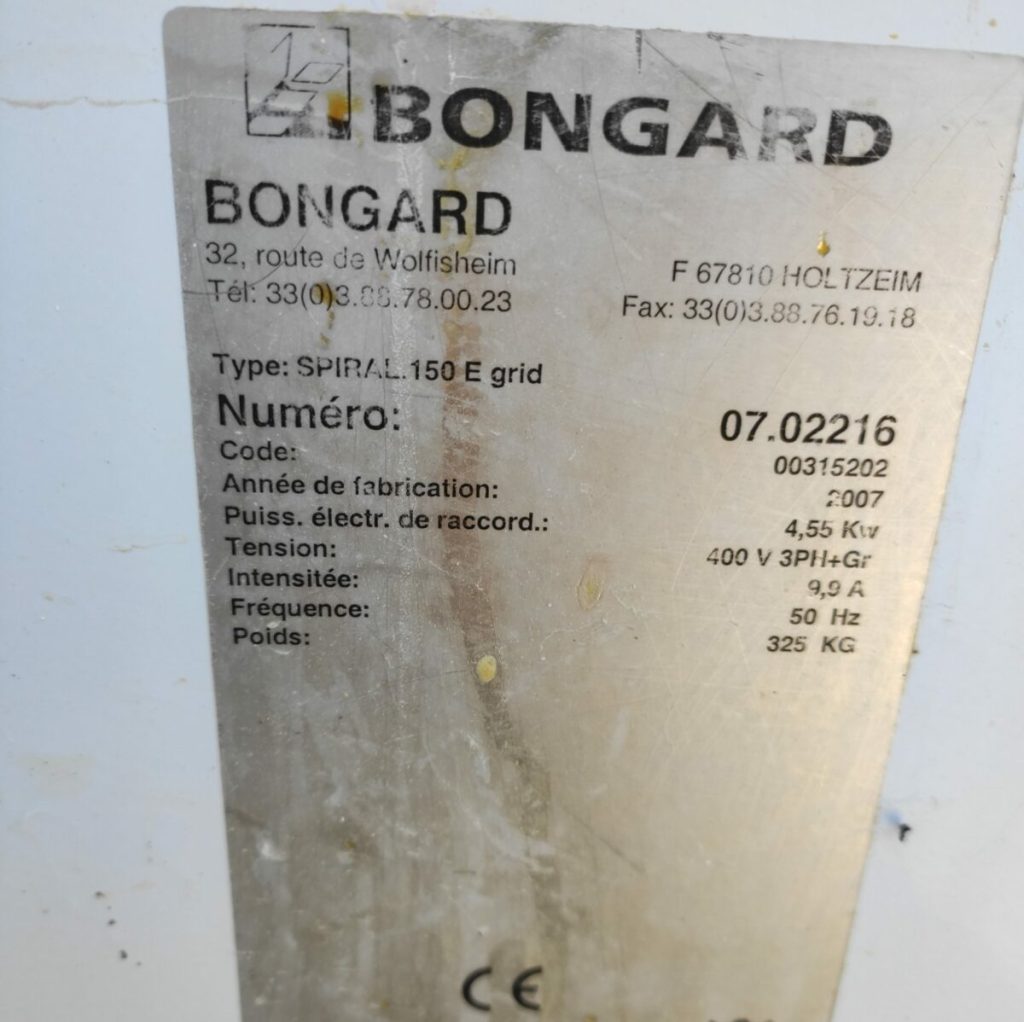 BONGARD
BONGARD
32, route de Wolfisheim F 67810 HOLTZEIM
Tél: 33(0)3.88.78.00.23 Fax: 33(0)3.88.76.19.18
Type: SPIRAL.150 E grid
Numéro: 07.02216
Code: 00315202
Année de fabrication: 2007
Puiss. électr. de raccord.: 4,55 Kw
Tension: 400 V 3PH+Gr
Intensitée: 9,9 A
Fréquence: 50 Hz
Poids: 325 KG
CE